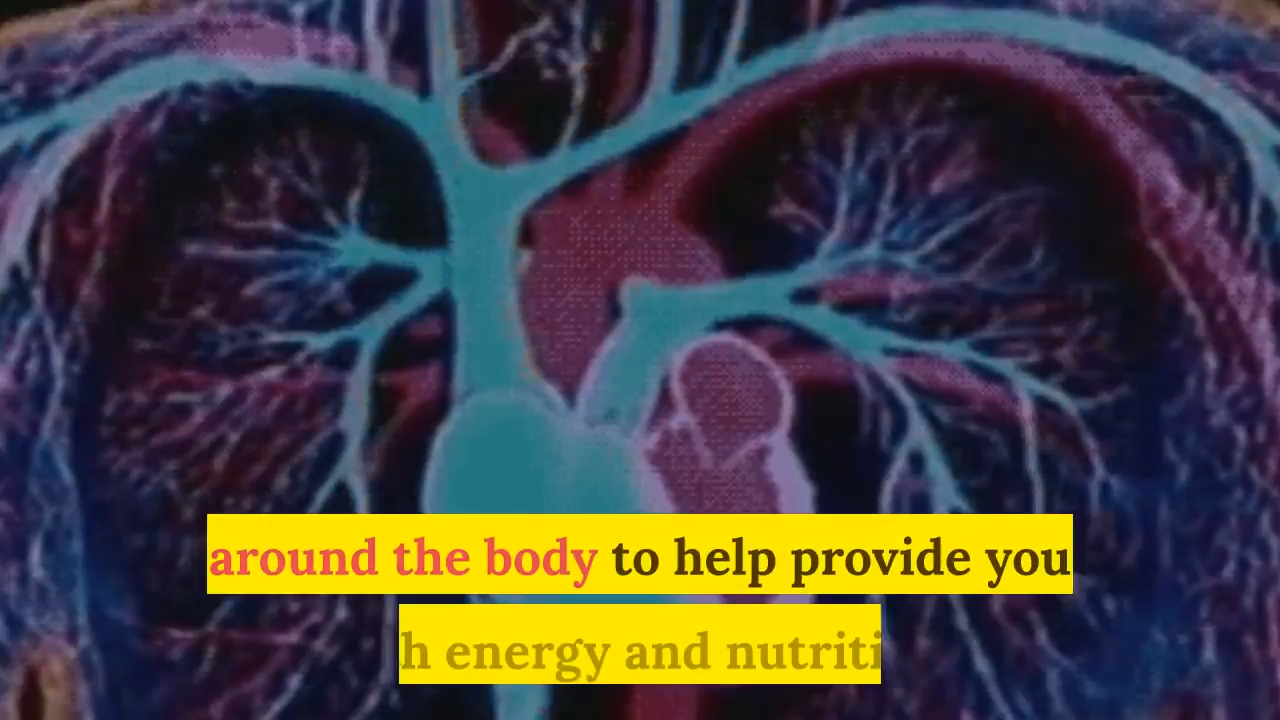 around the body to help provide you
h energy and nutriti